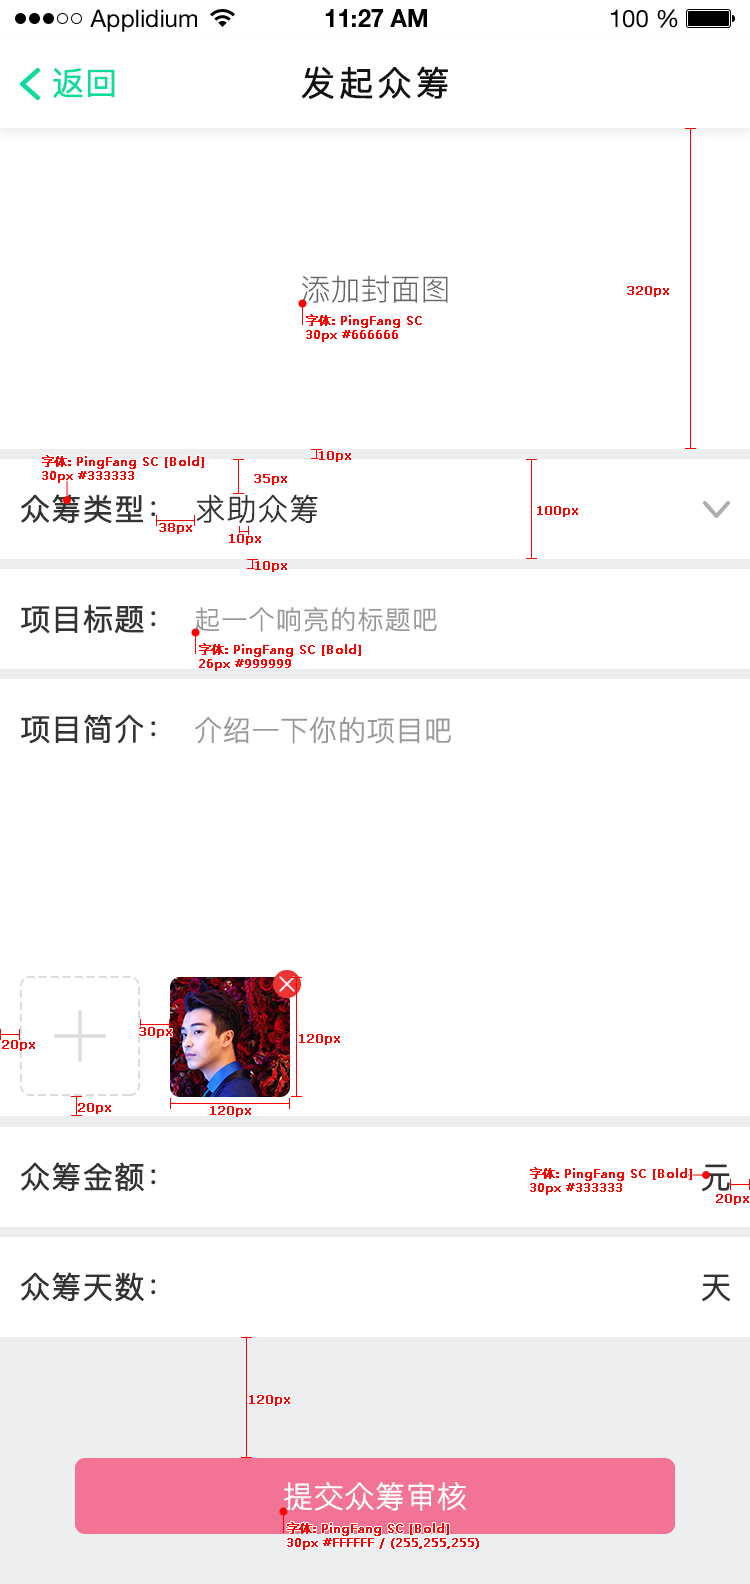 Applidium 11:27 AM 100 %
返回 发起众筹
320px
添加封面图
字体: PingFang SC
30px #666666
10px
字体: PingFang SC [Bold]
30px #333333
35px
众筹类型: 求助众筹
100px
38px
10px
10px
项目标题: 起一个响亮的标题吧
字体: PingFang SC [Bold]
26px #999999
项目简介: 介绍一下你的项目吧
30px
120px
20px
20px
120px
众筹金额: 元
字体: PingFang SC [Bold]
30px #333333
20px
众筹天数: 天
120px
提交众筹审核
字体: PingFang SC [Bold]
30px #FFFFFF / (255,255,255)